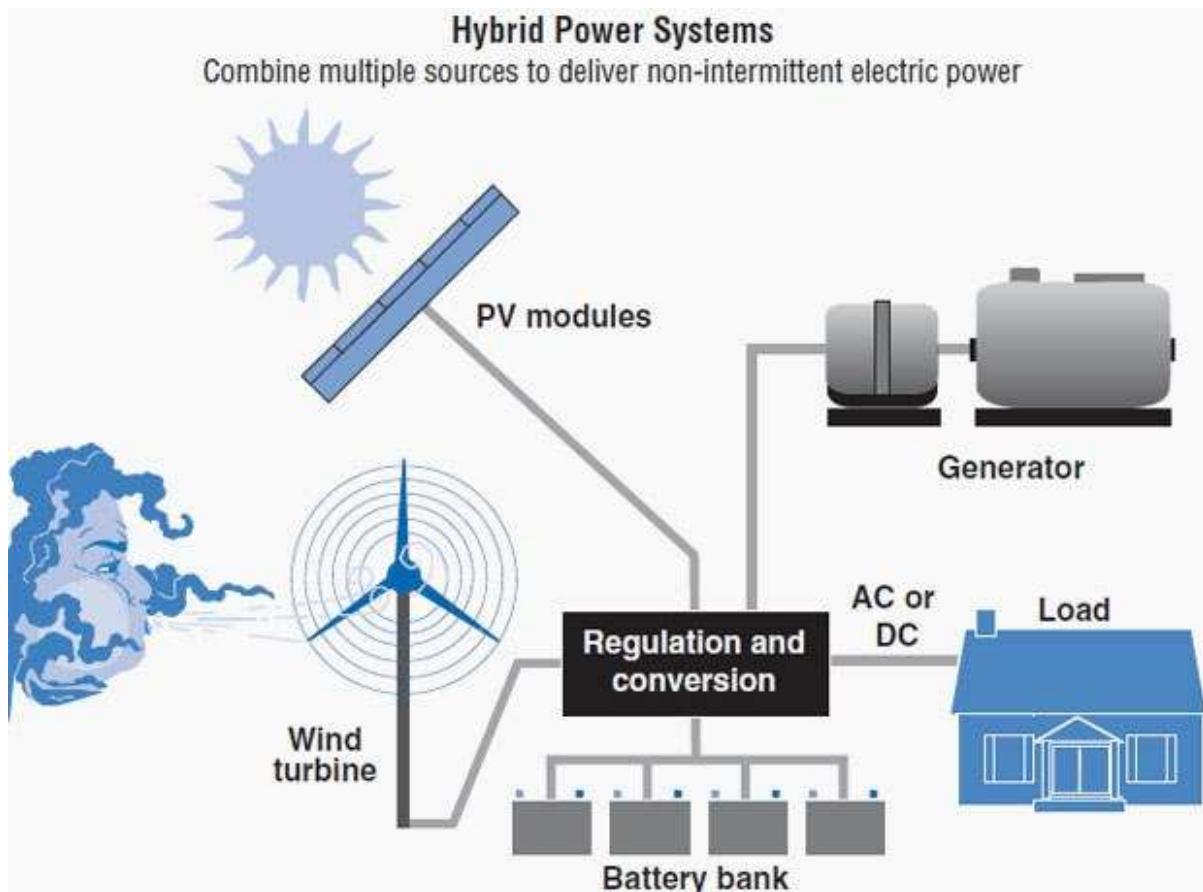 Hybrid Power Systems
Combine multiple sources to deliver non-intermittent electric power
PV modules
Generator
AC or
DC
Load
Regulation and
conversion
Wind
turbine
Battery bank